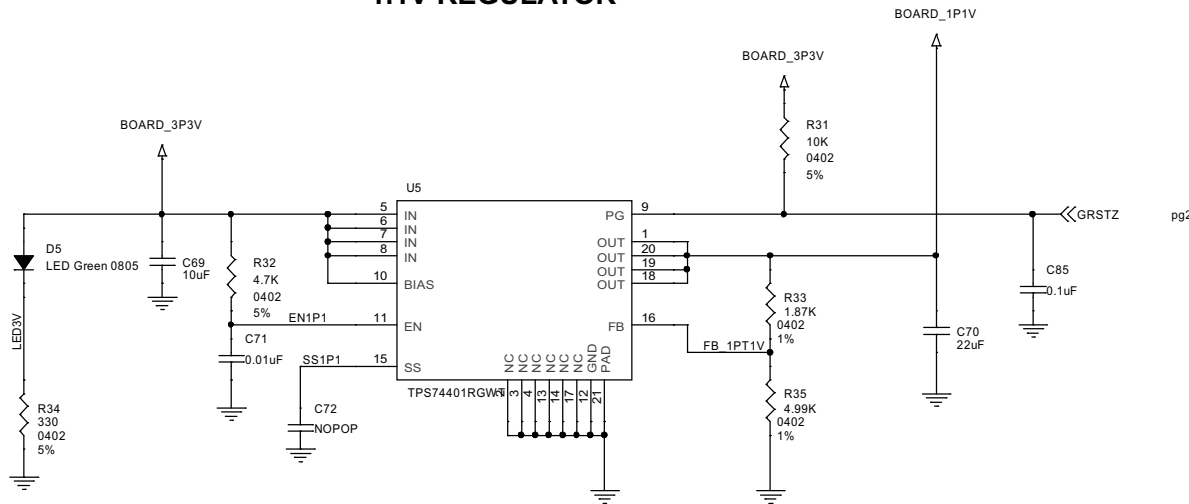 BOARD_1P1V
BOARD_3P3V
BOARD_3P3V
R31
10K
0402
5%
U5
5 IN
6 IN
7 IN
8 IN
10 BIAS
11 EN
15 SS
PG 9
OUT 1
OUT 20
OUT 19
OUT 18
FB 16
GRSTZ
D5
LED Green 0805
C69
10uF
R32
4.7K
0402
5%
EN1P1
C71
0.01uF
SS1P1
C72
NOPOP
LED3V
R34
330
0402
5%
NC
NC
NC
NC
NC
NC
GND
PAD
TPS74401RGWT
3
4
13
14
17
12
21
R33
1.87K
0402
1%
FB_1PT1V
R35
4.99K
0402
1%
C70
22uF
C85
0.1uF